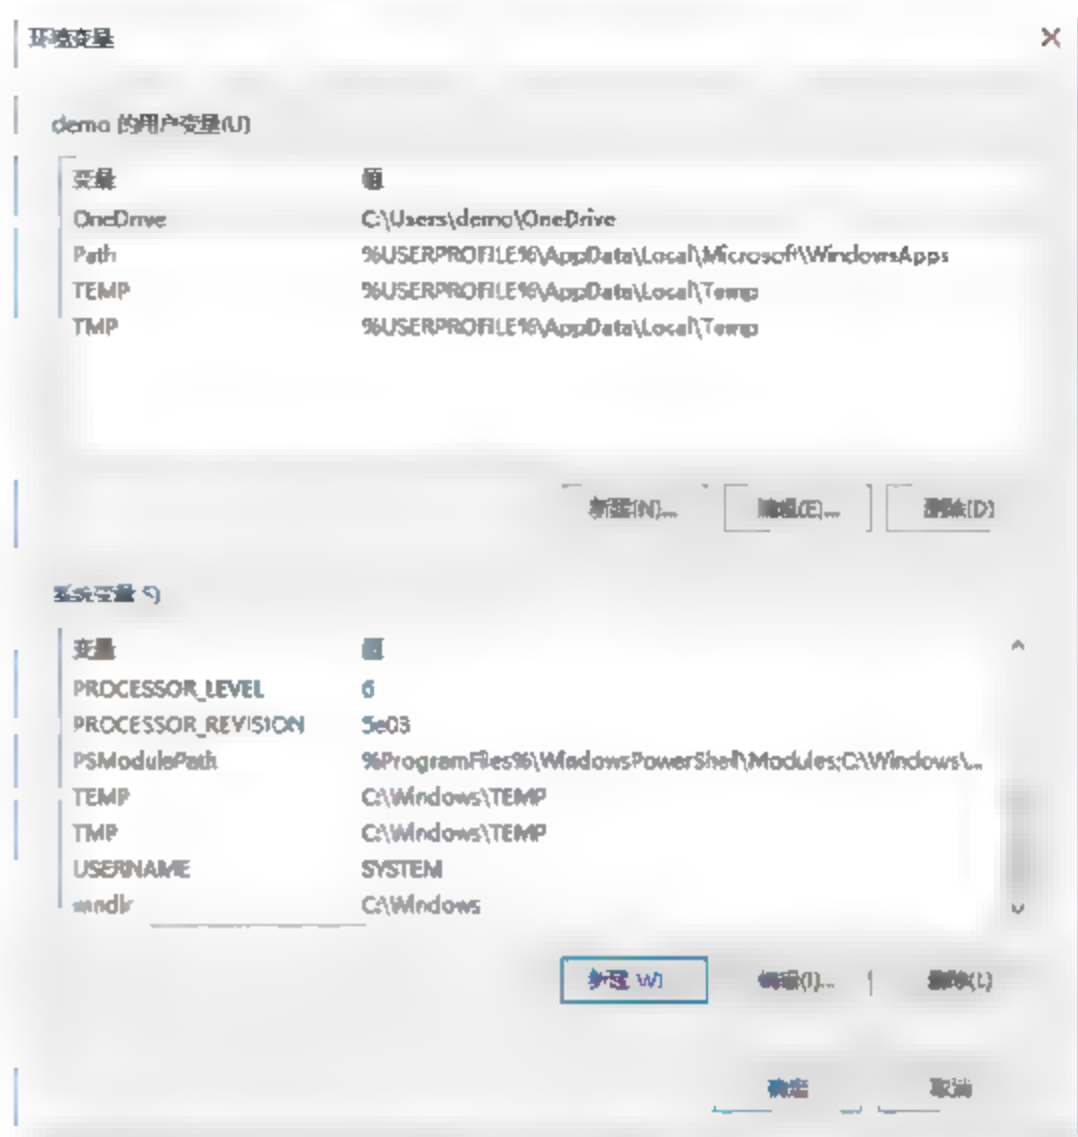 环境变量
demo 的用户变量(U)
变量 值
OneDrive C:\Users\demo\OneDrive
Path %USERPROFILE%\AppData\Local\Microsoft\WindowsApps
TEMP %USERPROFILE%\AppData\Local\Temp
TMP %USERPROFILE%\AppData\Local\Temp
新建(N)... 编辑(E)... 删除(D)
系统变量(S)
变量 值
PROCESSOR_LEVEL 6
PROCESSOR_REVISION 5e03
PSModulePath %ProgramFiles%\WindowsPowerShell\Modules;C:\Windows\...
TEMP C:\Windows\TEMP
TMP C:\Windows\TEMP
USERNAME SYSTEM
windir C:\Windows
新建(W)... 编辑(I)... 删除(L)
确定 取消